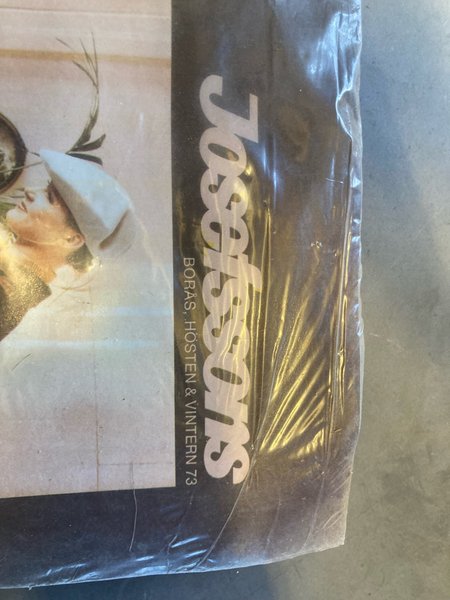 Josefssons
BORÅS, HÖSTEN & VINTERN 73